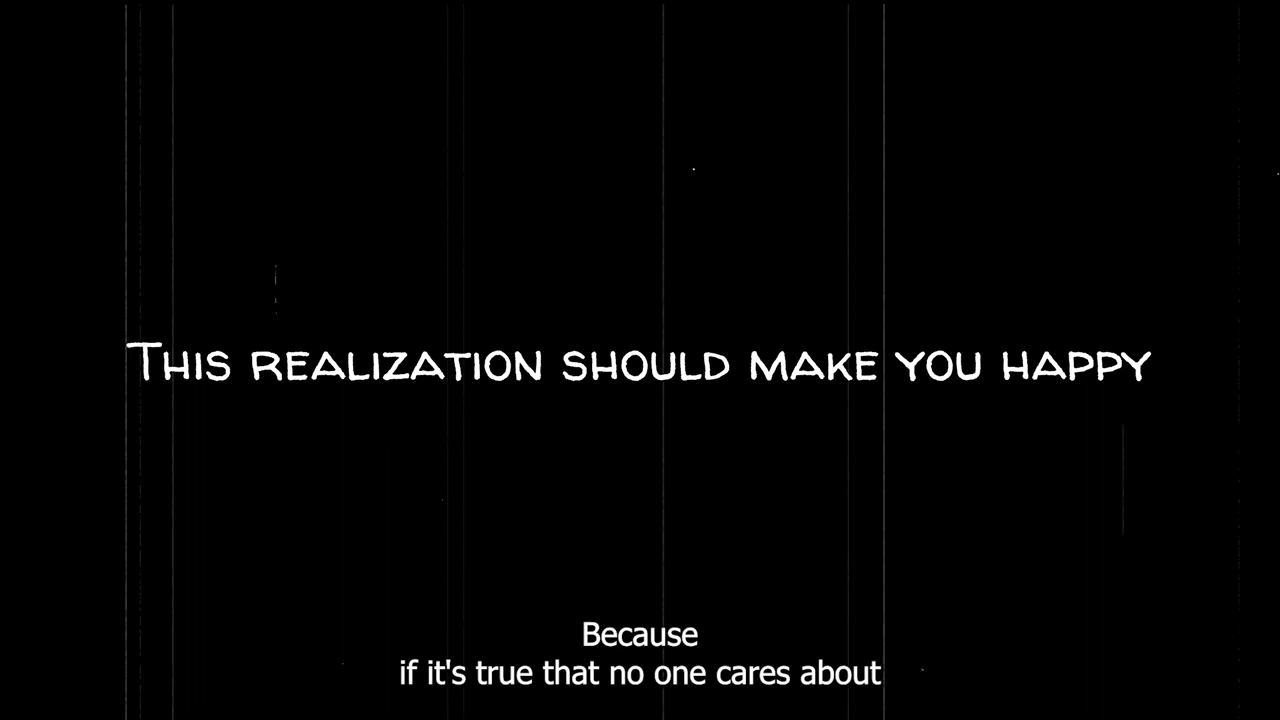 This realization should make you happy
Because
if it's true that no one cares about